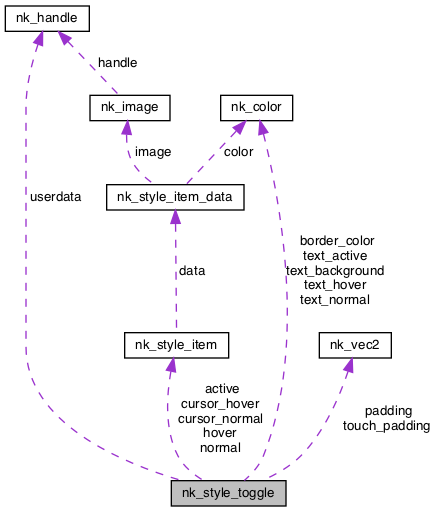 nk_handle
handle
nk_image
nk_color
image
color
userdata
nk_style_item_data
border_color
text_active
text_background
text_hover
text_normal
data
nk_style_item
nk_vec2
active
cursor_hover
cursor_normal
hover
normal
padding
touch_padding
nk_style_toggle